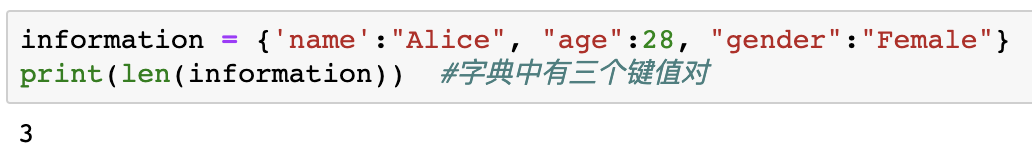 information = {'name':"Alice", "age":28, "gender":"Female"}
print(len(information))  #字典中有三个键值对
3